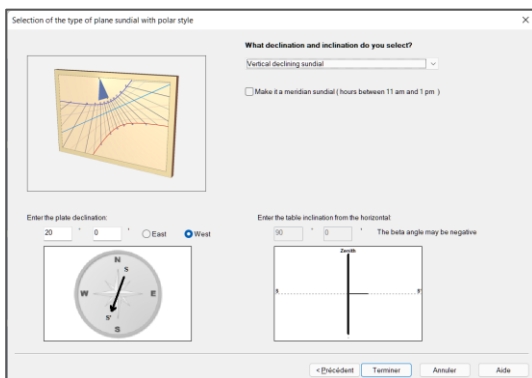 Selection of the type of plane sundial with polar style
What declination and inclination do you select?
Vertical declining sundial
Make it a meridian sundial ( hours between 11 am and 1 pm )
Enter the plate declination:
20 ° 0 ' East West
Enter the table inclination from the horizontal:
90 ° 0 ' The beta angle may be negative
N
S
W E
S'
S
Zenith
S S'
< Précédent Terminer Annuler Aide